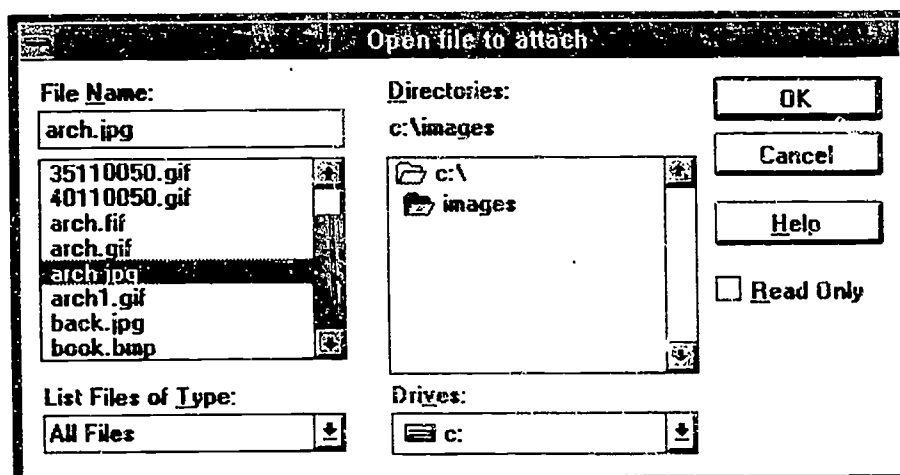 Open file to attach
File Name:
arch.jpg
35110050.gif
40110050.gif
arch.fif
arch.gif
arch.jpg
arch1.gif
back.jpg
book.bmp
List Files of Type:
All Files
Directories:
c:\images
c:\
images
Drives:
c:
OK
Cancel
Help
Read Only